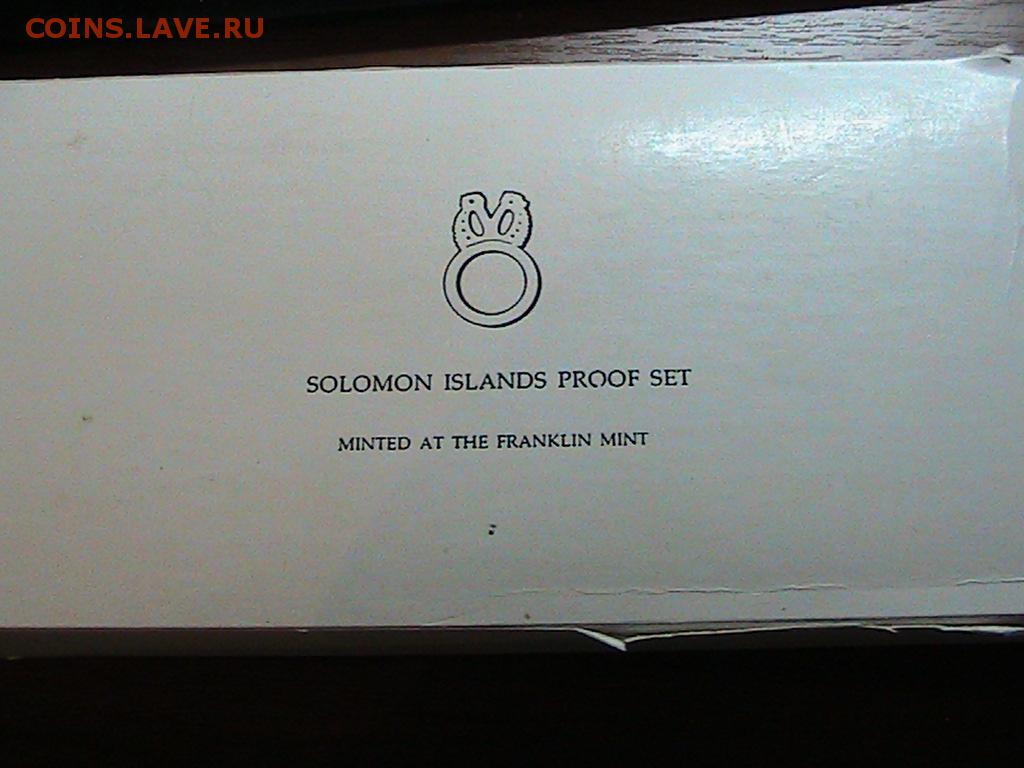 COINS.LAVE.RU
SOLOMON ISLANDS PROOF SET
MINTED AT THE FRANKLIN MINT